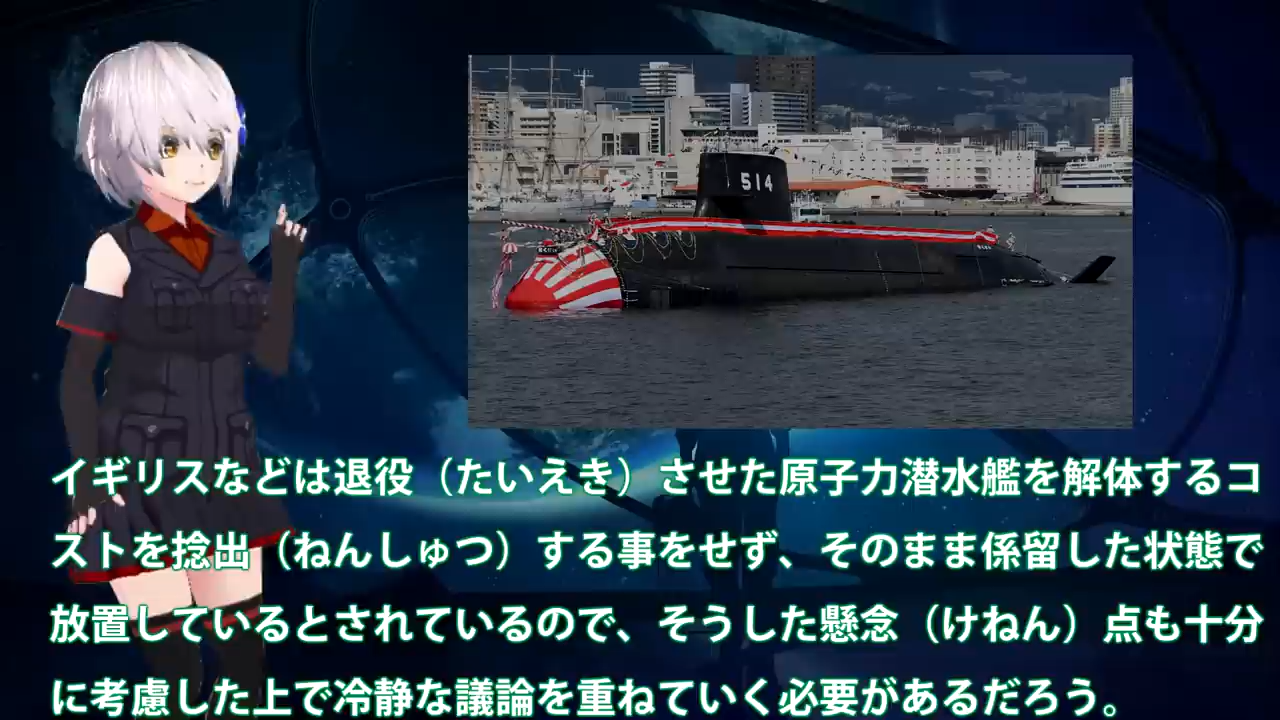 514
イギリスなどは退役（たいえき）させた原子力潜水艦を解体するコ
ストを捻出（ねんしゅつ）する事をせず、そのまま係留した状態で
放置しているとされているので、そうした懸念（けねん）点も十分
に考慮した上で冷静な議論を重ねていく必要があるだろう。